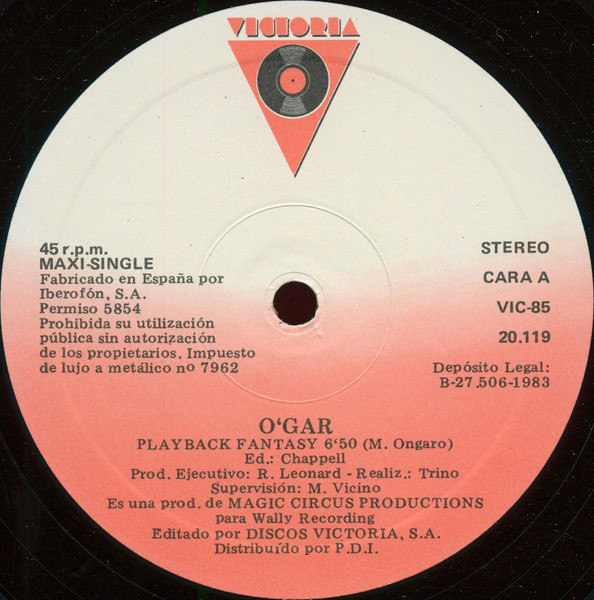 VICTORIA
45 r.p.m.
MAXI-SINGLE
Fabricado en España por
Iberofón, S.A.
Permiso 5854
Prohibida su utilización
pública sin autorización
de los propietarios. Impuesto
de lujo a metálico nº 7962
STEREO
CARA A
VIC-85
20.119
Depósito Legal:
B-27.506-1983
O‘GAR
PLAYBACK FANTASY 6‘50 (M. Ongaro)
Ed.: Chappell
Prod. Ejecutivo: R. Leonard - Realiz.: Trino
Supervisión: M. Vicino
Es una prod. de MAGIC CIRCUS PRODUCTIONS
para Wally Recording
Editado por DISCOS VICTORIA, S.A.
Distribuído por P.D.I.